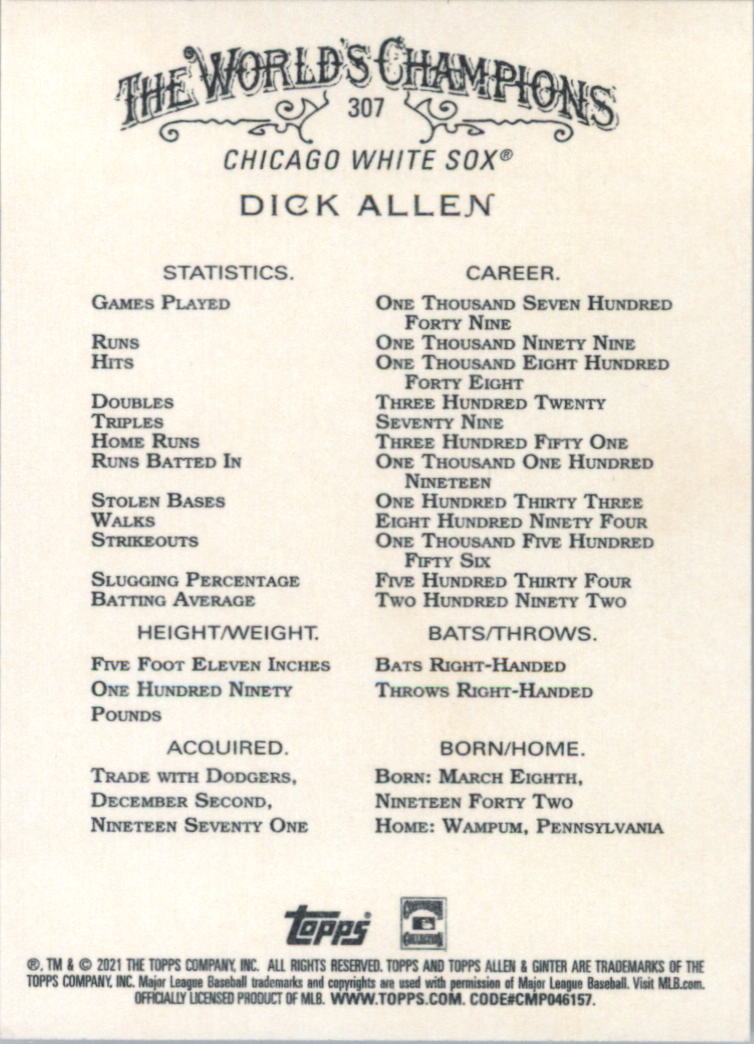 THE WORLD'S CHAMPIONS
307
CHICAGO WHITE SOX®
DICK ALLEN
STATISTICS. CAREER.
GAMES PLAYED ONE THOUSAND SEVEN HUNDRED
FORTY NINE
RUNS ONE THOUSAND NINETY NINE
HITS ONE THOUSAND EIGHT HUNDRED
FORTY EIGHT
DOUBLES THREE HUNDRED TWENTY
TRIPLES SEVENTY NINE
HOME RUNS THREE HUNDRED FIFTY ONE
RUNS BATTED IN ONE THOUSAND ONE HUNDRED
NINETEEN
STOLEN BASES ONE HUNDRED THIRTY THREE
WALKS EIGHT HUNDRED NINETY FOUR
STRIKEOUTS ONE THOUSAND FIVE HUNDRED
FIFTY SIX
SLUGGING PERCENTAGE FIVE HUNDRED THIRTY FOUR
BATTING AVERAGE TWO HUNDRED NINETY TWO
HEIGHT/WEIGHT. BATS/THROWS.
FIVE FOOT ELEVEN INCHES BATS RIGHT-HANDED
ONE HUNDRED NINETY THROWS RIGHT-HANDED
POUNDS
ACQUIRED. BORN/HOME.
TRADE WITH DODGERS, BORN: MARCH EIGHTH,
DECEMBER SECOND, NINETEEN FORTY TWO
NINETEEN SEVENTY ONE HOME: WAMPUM, PENNSYLVANIA
Topps® COOPERSTOWN COLLECTION
®, TM & © 2021 THE TOPPS COMPANY, INC. ALL RIGHTS RESERVED. TOPPS AND TOPPS ALLEN & GINTER ARE TRADEMARKS OF THE
TOPPS COMPANY, INC. Major League Baseball trademarks and copyrights are used with permission of Major League Baseball. Visit MLB.com.
OFFICIALLY LICENSED PRODUCT OF MLB. WWW.TOPPS.COM. CODE#CMP046157.